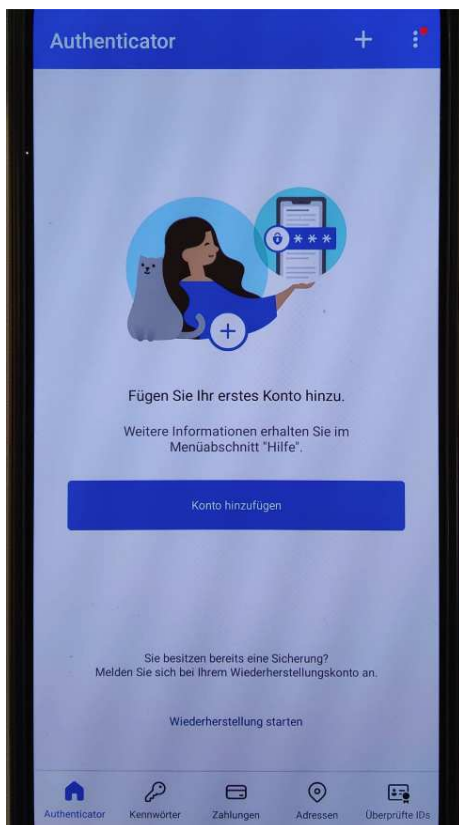 Authenticator
* * *
Fügen Sie Ihr erstes Konto hinzu.
Weitere Informationen erhalten Sie im
Menüabschnitt "Hilfe".
Konto hinzufügen
Sie besitzen bereits eine Sicherung?
Melden Sie sich bei Ihrem Wiederherstellungskonto an.
Wiederherstellung starten
Authenticator Kennwörter Zahlungen Adressen Überprüfte IDs